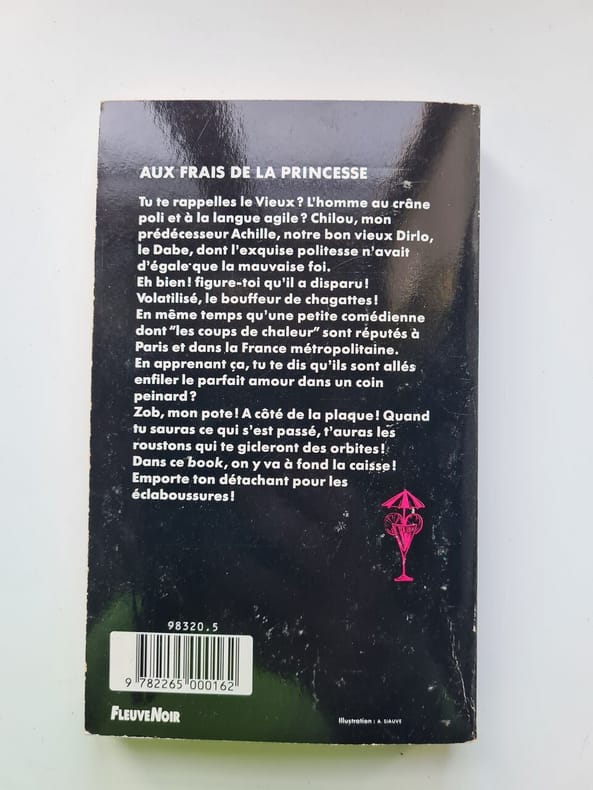 AUX FRAIS DE LA PRINCESSE
Tu te rappelles le Vieux? L'homme au crâne
poli et à la langue agile? Chilou, mon
prédécesseur Achille, notre bon vieux Dirlo,
le Dabe, dont l'exquise politesse n'avait
d'égale que la mauvaise foi.
Eh bien! figure-toi qu'il a disparu!
Volatilisé, le bouffeur de chagattes!
En même temps qu'une petite comédienne
dont "les coups de chaleur" sont réputés à
Paris et dans la France métropolitaine.
En apprenant ça, tu te dis qu'ils sont allés
enfiler le parfait amour dans un coin
peinard?
Zob, mon pote! A côté de la plaque! Quand
tu sauras ce qui s'est passé, t'auras les
roustons qui te gicleront des orbites!
Dans ce book, on y va à fond la caisse!
Emporte ton détachant pour les
éclaboussures!
98320.5
9 782265 000162
FLEUVENOIR
Illustration: A. SIAUVE